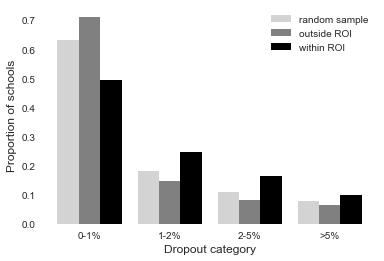 random sample
outside ROI
within ROI
0.7
0.6
0.5
0.4
0.3
0.2
0.1
0.0
Proportion of schools
0-1%
1-2%
2-5%
>5%
Dropout category